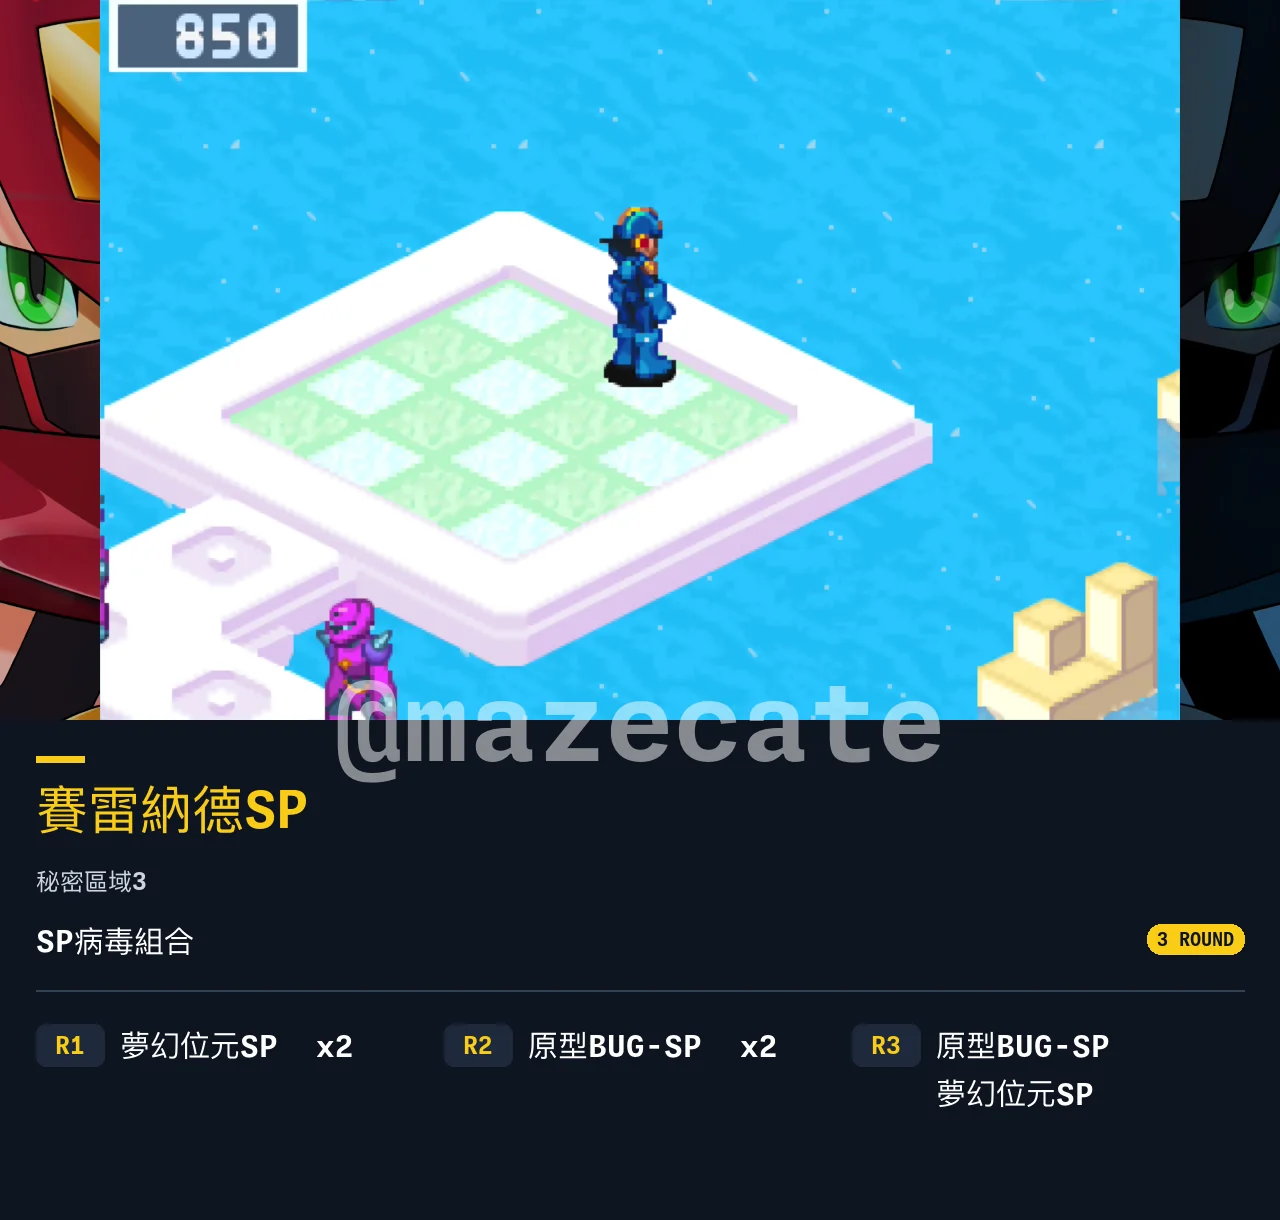 850
@mazecate
賽雷納德SP
秘密區域3
SP病毒組合
3 ROUND
R1 夢幻位元SP x2
R2 原型BUG-SP x2
R3 原型BUG-SP
夢幻位元SP